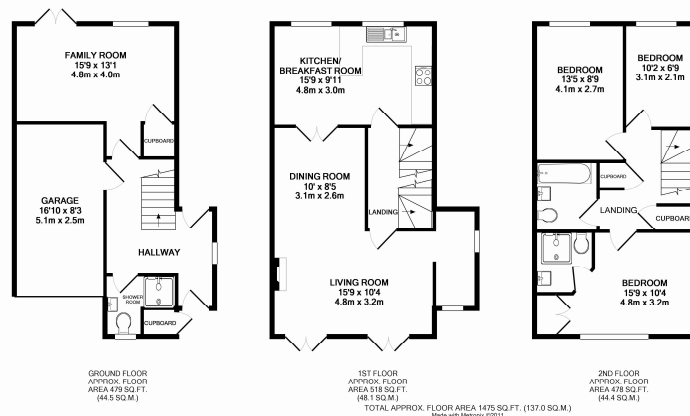 FAMILY ROOM
15'9 x 13'1
4.8m x 4.0m
CUPBOARD
GARAGE
16'10 x 8'3
5.1m x 2.5m
HALLWAY
SHOWER
ROOM
CUPBOARD
GROUND FLOOR
APPROX. FLOOR
AREA 479 SQ.FT.
(44.5 SQ.M.)
KITCHEN/
BREAKFAST ROOM
15'9 x 9'11
4.8m x 3.0m
DINING ROOM
10' x 8'5
3.1m x 2.6m
LANDING
LIVING ROOM
15'9 x 10'4
4.8m x 3.2m
1ST FLOOR
APPROX. FLOOR
AREA 518 SQ.FT.
(48.1 SQ.M.)
BEDROOM
13'5 x 8'9
4.1m x 2.7m
BEDROOM
10'2 x 6'9
3.1m x 2.1m
CUPBOARD
LANDING
CUPBOARD
BEDROOM
15'9 x 10'4
4.8m x 3.2m
2ND FLOOR
APPROX. FLOOR
AREA 478 SQ.FT.
(44.4 SQ.M.)
TOTAL APPROX. FLOOR AREA 1475 SQ.FT. (137.0 SQ.M.)
Made with Metropix ©2011